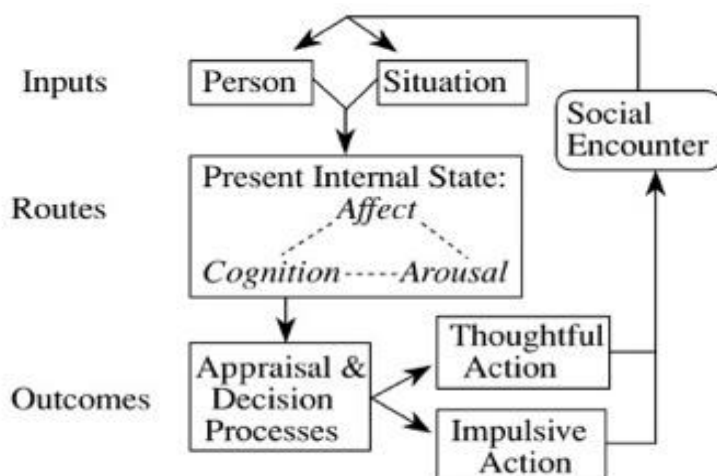 Inputs
Person
Situation
Social
Encounter
Routes
Present Internal State:
Affect
Cognition
Arousal
Outcomes
Appraisal &
Decision
Processes
Thoughtful
Action
Impulsive
Action